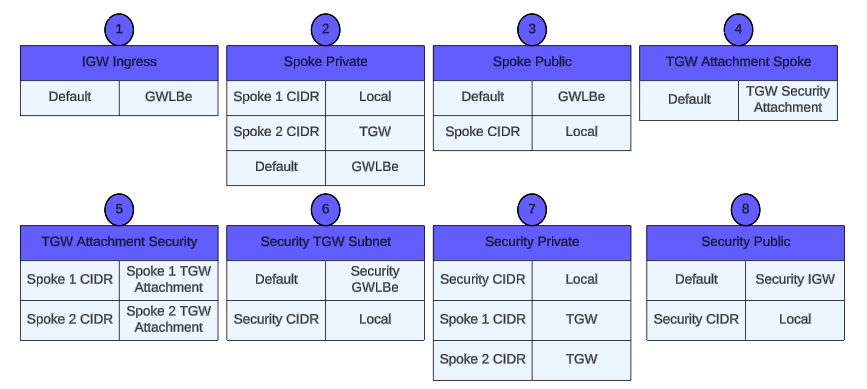 1
2
3
4
IGW Ingress
Default GWLBe
Spoke Private
Spoke 1 CIDR Local
Spoke 2 CIDR TGW
Default GWLBe
Spoke Public
Default GWLBe
Spoke CIDR Local
TGW Attachment Spoke
Default TGW Security
Attachment
5
6
7
8
TGW Attachment Security
Spoke 1 CIDR Spoke 1 TGW
Attachment
Spoke 2 CIDR Spoke 2 TGW
Attachment
Security TGW Subnet
Default Security
GWLBe
Security CIDR Local
Security Private
Security CIDR Local
Spoke 1 CIDR TGW
Spoke 2 CIDR TGW
Security Public
Default Security IGW
Security CIDR Local